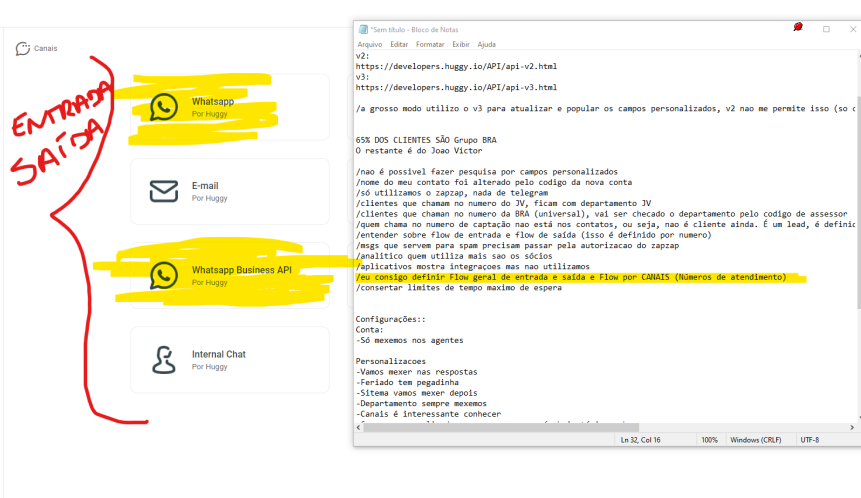 Canais
ENTRADA
SAÍDA
Whatsapp
Por Huggy
E-mail
Por Huggy
Whatsapp Business API
Por Huggy
Internal Chat
Por Huggy
*Sem título - Bloco de Notas
Arquivo Editar Formatar Exibir Ajuda
v2:
https://developers.huggy.io/API/api-v2.html
v3:
https://developers.huggy.io/API/api-v3.html
/a grosso modo utilizo o v3 para atualizar e popular os campos personalizados, v2 nao me permite isso (so
65% DOS CLIENTES SÃO Grupo BRA
O restante é do Joao Victor
/nao é possivel fazer pesquisa por campos personalizados
/nome do meu contato foi alterado pelo codigo da nova conta
/só utilizamos o zapzap, nada de telegram
/clientes que chamam no numero do JV, ficam com departamento JV
/clientes que chaman no numero da BRA (universal), vai ser checado o departamento pelo codigo de assessor
/quem chama no numero de captação nao está nos contatos, ou seja, nao é cliente ainda. É um lead, é definic
/entender sobre flow de entrada e flow de saída (isso é definido por numero)
/msgs que servem para spam precisam passar pela autorizacao do zapzap
/analitico quem utiliza mais sao os sócios
/aplicativos mostra integraçoes mas nao utilizamos
/eu consigo definir Flow geral de entrada e saída e Flow por CANAIS (Números de atendimento)
/consertar limites de tempo maximo de espera
Configurações::
Conta:
-Só mexemos nos agentes
Personalizacoes
-Vamos mexer nas respostas
-Feriado tem pegadinha
-Sitema vamos mexer depois
-Departamento sempre mexemos
-Canais é interessante conhecer
Ln 32, Col 16 100% Windows (CRLF) UTF-8